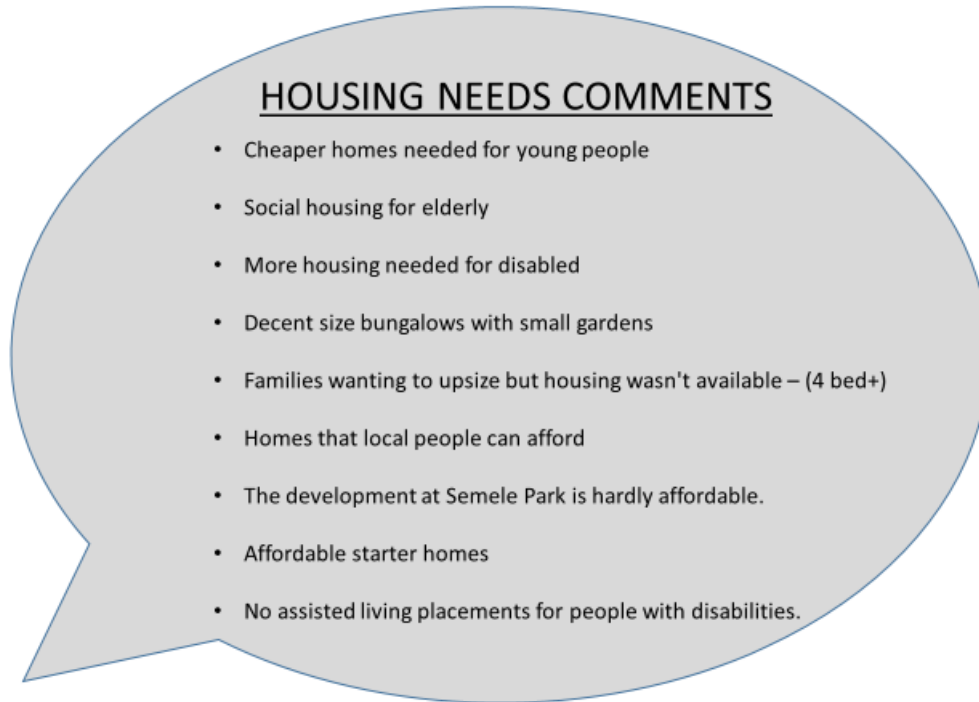 HOUSING NEEDS COMMENTS
• Cheaper homes needed for young people
• Social housing for elderly
• More housing needed for disabled
• Decent size bungalows with small gardens
• Families wanting to upsize but housing wasn't available – (4 bed+)
• Homes that local people can afford
• The development at Semele Park is hardly affordable.
• Affordable starter homes
• No assisted living placements for people with disabilities.